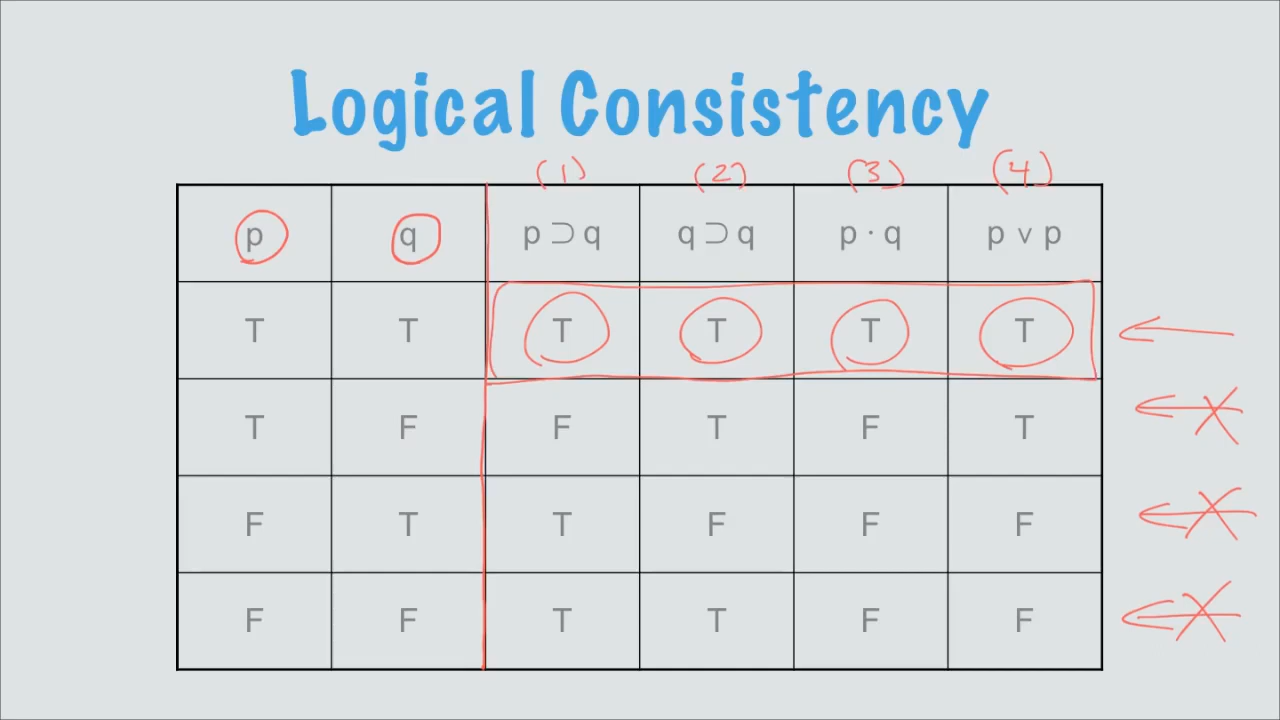 Logical Consistency
(1) (2) (3) (4)
p q p ⊃ q q ⊃ q p · q p ∨ p
T T T T T T
T F F T F T
F T T F F F
F F T T F F